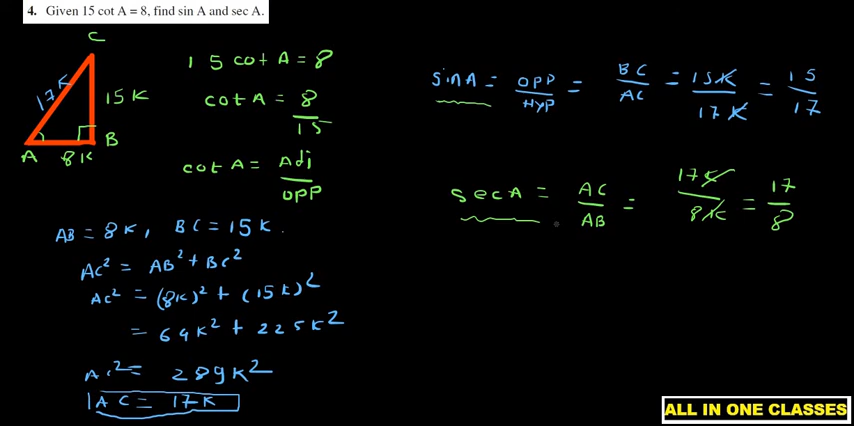 4. Given 15 cot A = 8, find sin A and sec A.
C
17K
15K
A
8K
B
15 cot A = 8
cot A = 8/15
cot A = Adj/OPP
AB = 8K, BC = 15K.
AC² = AB² + BC²
AC² = (8K)² + (15K)²
= 64K² + 225K²
AC² = 289K²
AC = 17K
sin A = OPP/HYP = BC/AC = 15K/17K = 15/17
sec A = AC/AB = 17K/8K = 17/8
ALL IN ONE CLASSES